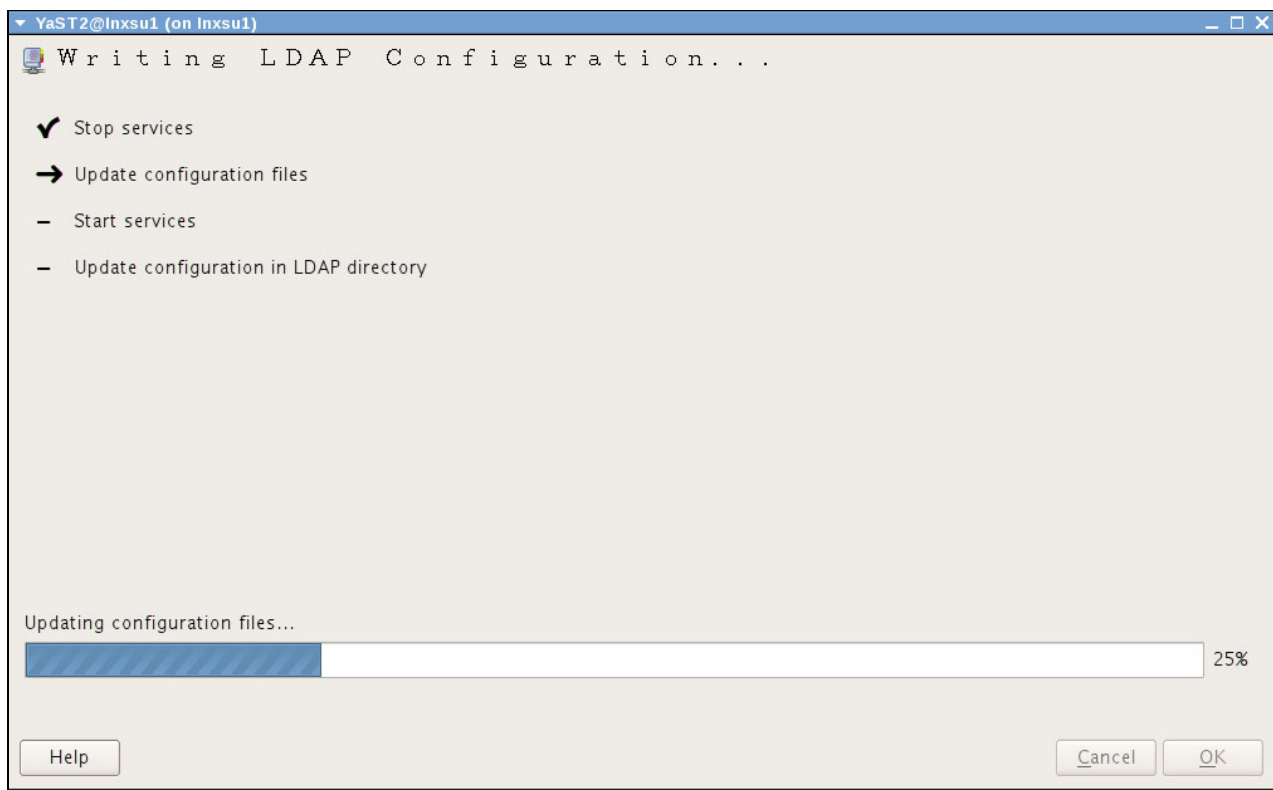 YaST2@lnxsu1 (on lnxsu1)
Writing LDAP Configuration...
Stop services
Update configuration files
Start services
Update configuration in LDAP directory
Updating configuration files...
25%
Help
Cancel
OK